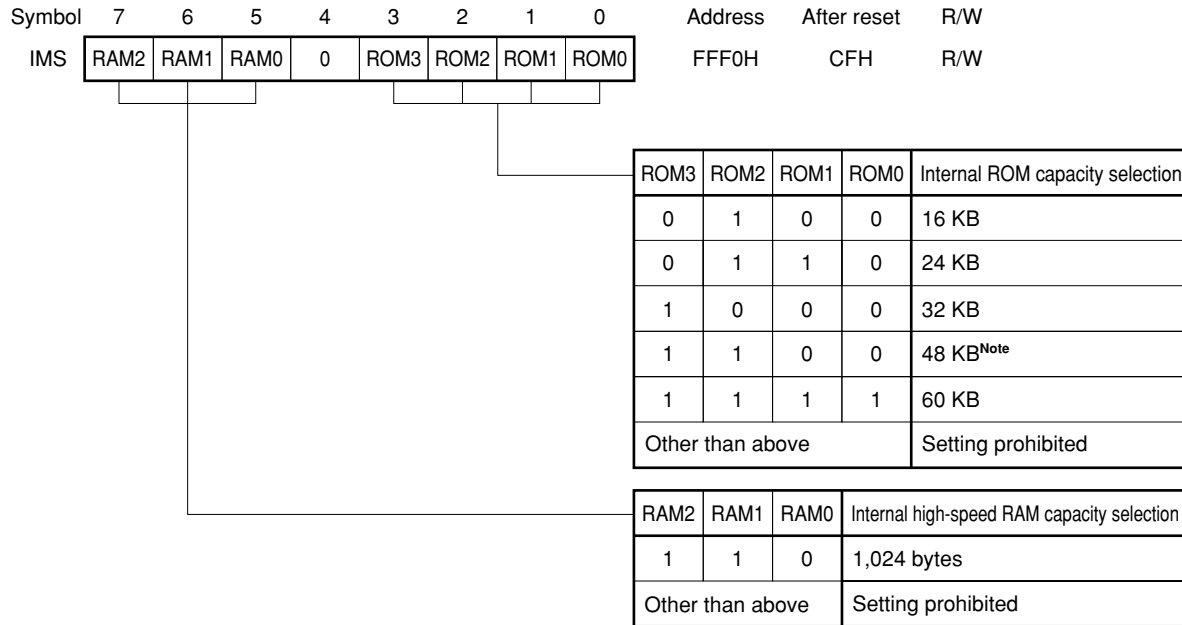 Symbol 7 6 5 4 3 2 1 0 Address After reset R/W
IMS RAM2 RAM1 RAM0 0 ROM3 ROM2 ROM1 ROM0 FFF0H CFH R/W
ROM3 ROM2 ROM1 ROM0 Internal ROM capacity selection
0 1 0 0 16 KB
0 1 1 0 24 KB
1 0 0 0 32 KB
1 1 0 0 48 KBNote
1 1 1 1 60 KB
Other than above Setting prohibited
RAM2 RAM1 RAM0 Internal high-speed RAM capacity selection
1 1 0 1,024 bytes
Other than above Setting prohibited